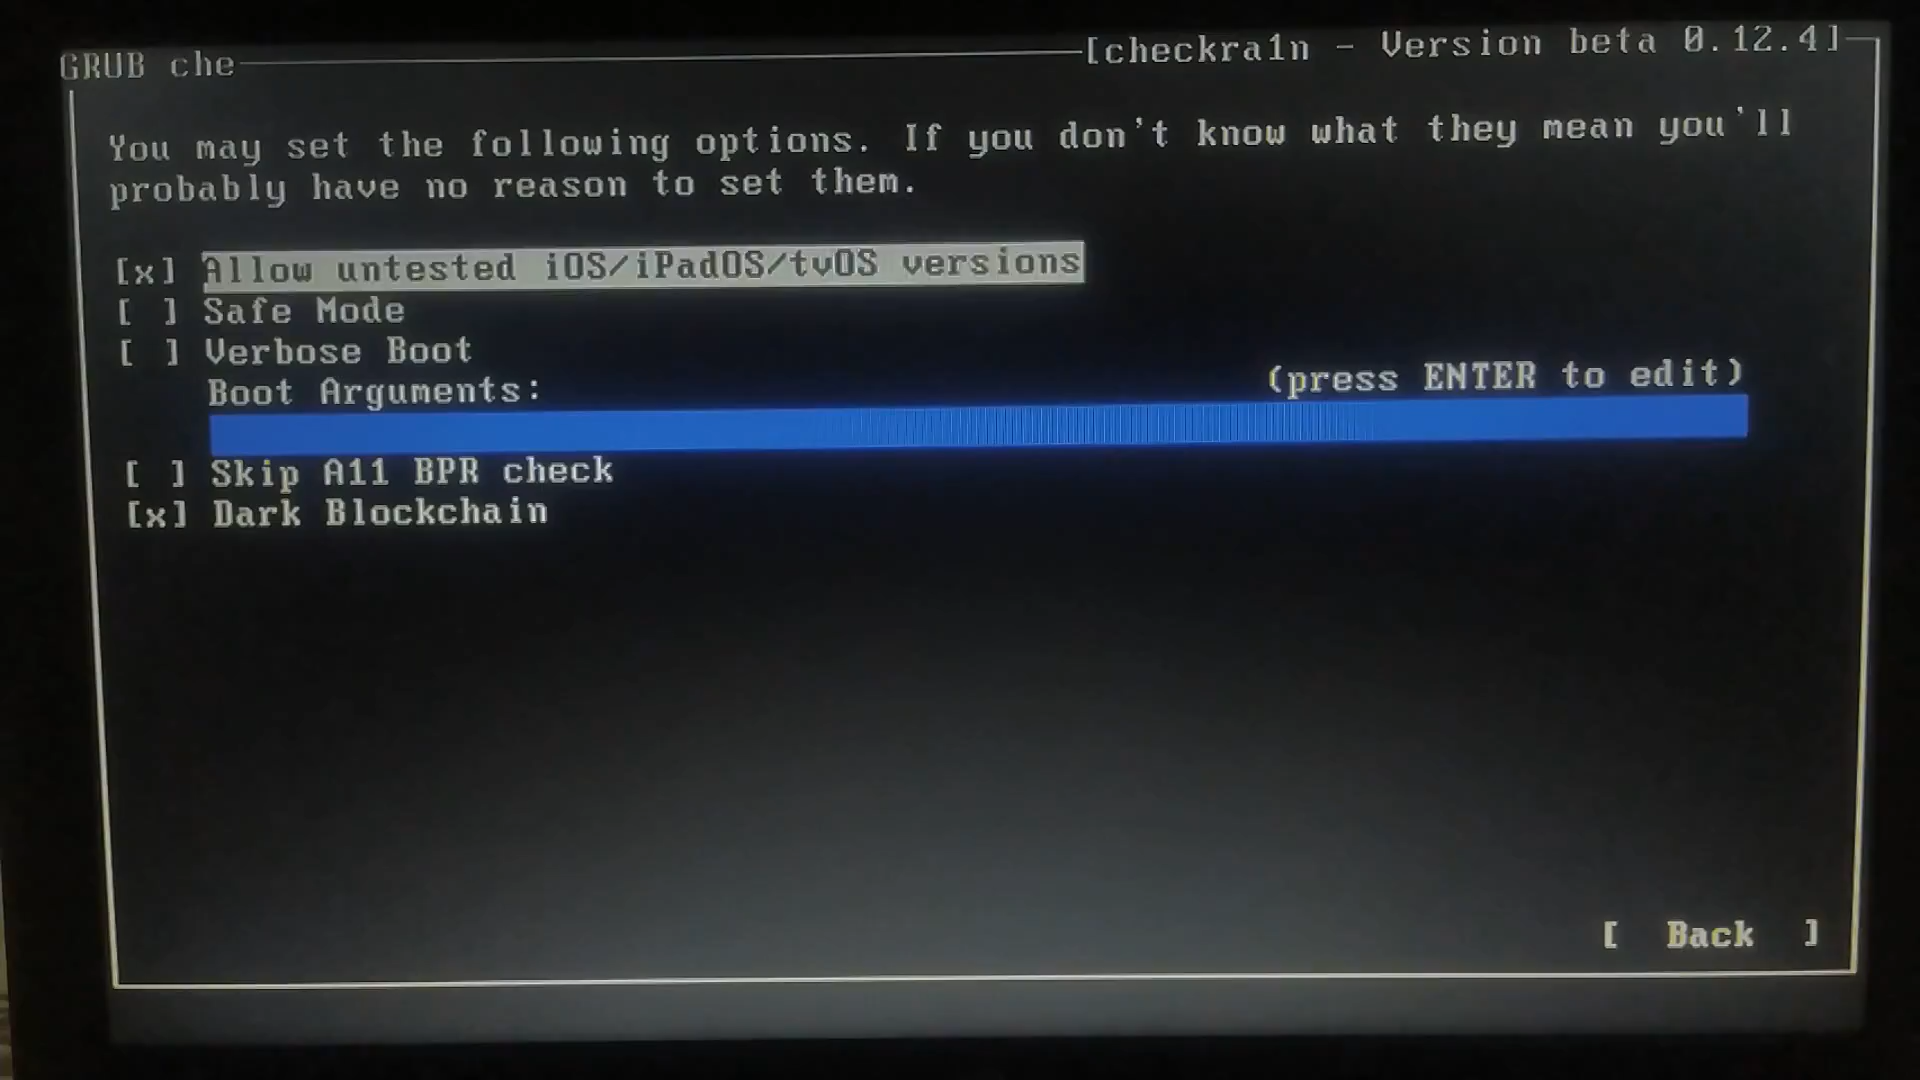 GRUB che
[checkra1n - Version beta 0.12.4]
You may set the following options. If you don't know what they mean you'll
probably have no reason to set them.
[x] Allow untested iOS/iPadOS/tvOS versions
[ ] Safe Mode
[ ] Verbose Boot
Boot Arguments: (press ENTER to edit)
[ ] Skip A11 BPR check
[x] Dark Blockchain
[ Back ]